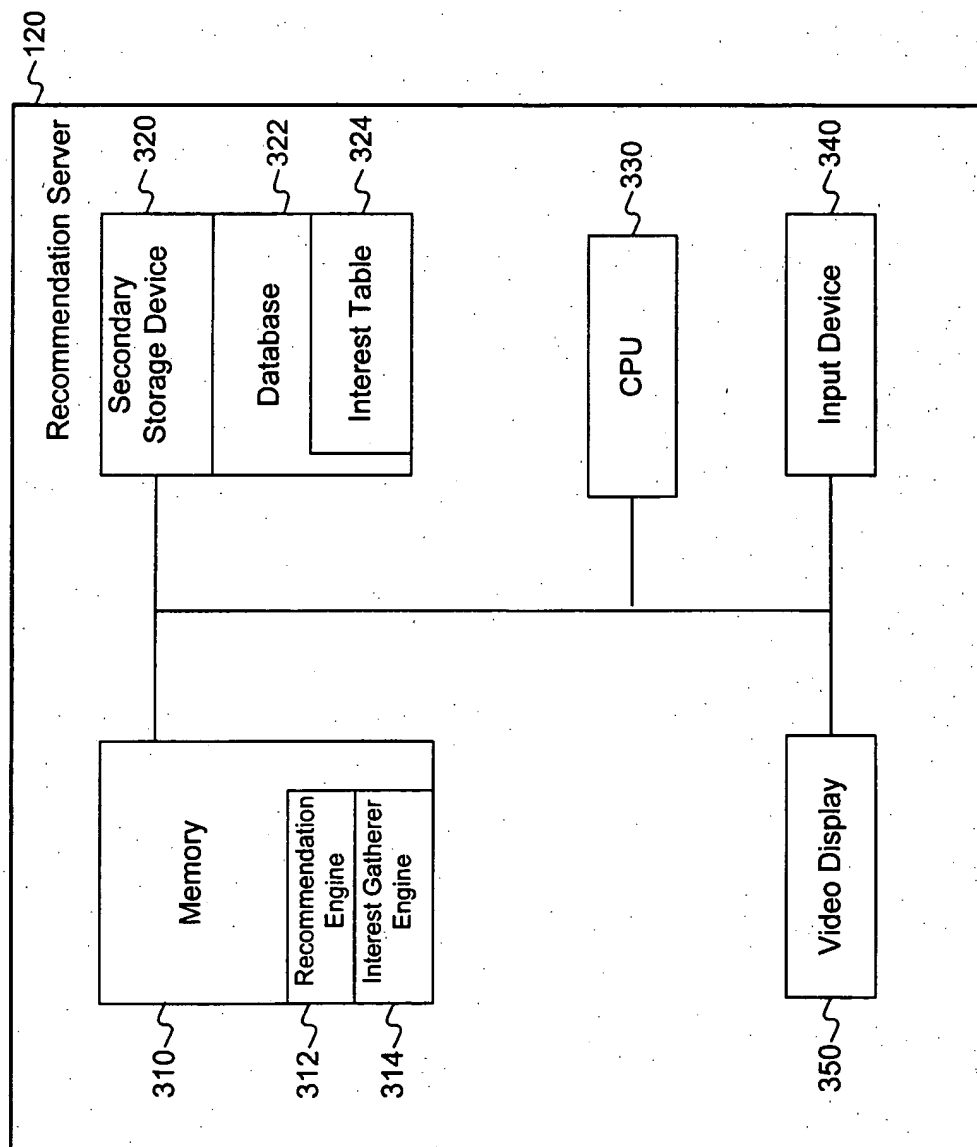 120
Recommendation Server
310
Memory
312
Recommendation
Engine
314
Interest Gatherer
Engine
Secondary
Storage Device
320
Database
322
Interest Table
324
CPU
330
350
Video Display
Input Device
340